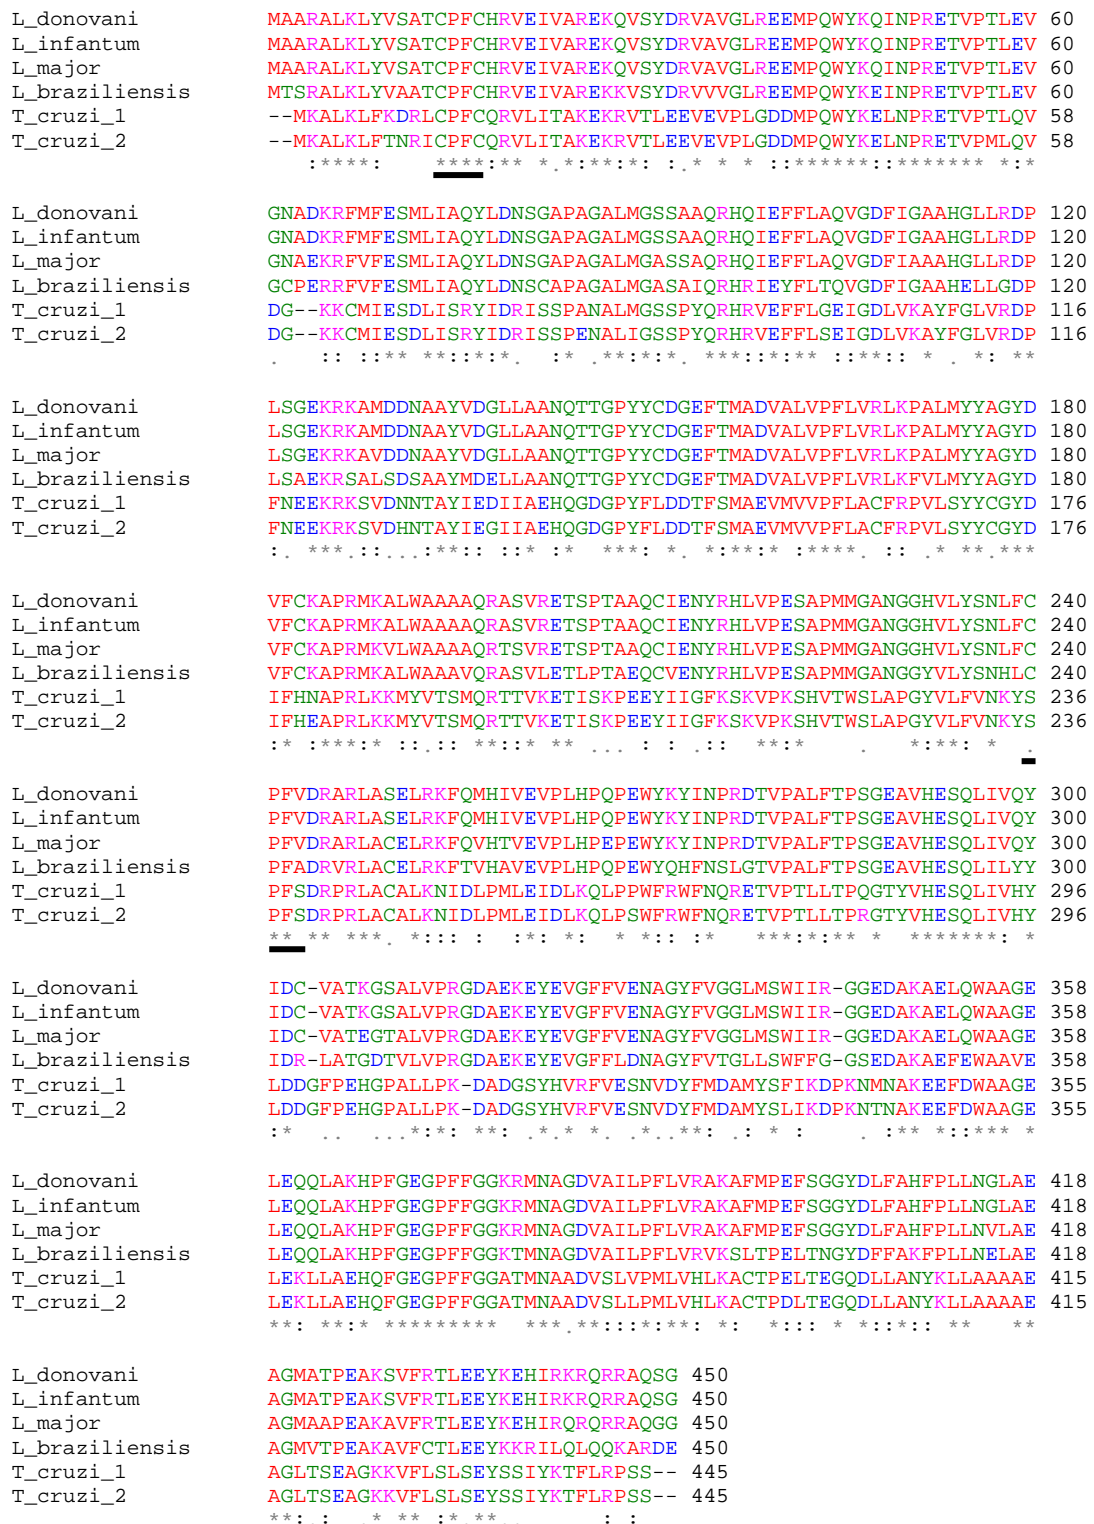 L_donovani MAARALKLYVSATCPFCHRVEIVAREKQVSYDRVAVGLREEMPQWYKQINPRETVPTLEV 60
L_infantum MAARALKLYVSATCPFCHRVEIVAREKQVSYDRVAVGLREEMPQWYKQINPRETVPTLEV 60
L_major MAARALKLYVSATCPFCHRVEIVAREKQVSYDRVAVGLREEMPQWYKQINPRETVPTLEV 60
L_braziliensis MTSRALKLYVAATCPFCHRVEIVAREKKVSYDRVVVGLREEMPQWYKQINPRETVPTLEV 60
T_cruzi_1 --MKALKLFKDRLCPFCQRVLITAKEKRVTLEEVEVPLGDDMPQWYKELNPRETVPTLQV 58
T_cruzi_2 --MKALKLFTNRICPFCQRVLITAKEKRVTLEEVEVPLGDDMPQWYKELNPRETVPMLQV 58
:****:    ****:** *.:**:*: :.* * * ::******::******* *:*
L_donovani GNADKRFMFESMLIAQYLDNSGAPAGALMGSSAAQRHQIEFFLAQVGDFIGAAHGLLRDP 120
L_infantum GNADKRFMFESMLIAQYLDNSGAPAGALMGSSAAQRHQIEFFLAQVGDFIGAAHGLLRDP 120
L_major GNAEKRFVFESMLIAQYLDNSGAPAGALMGASSAQRHQIEFFLAQVGDFIAAAHGLLRDP 120
L_braziliensis GCPERRFVFESMLIAQYLDNSCAPAGALMGASAIQRHRIEYFLTQVGDFIGAAHELLGDP 120
T_cruzi_1 DG--KKCMIESDLISRYIDRISSPANALMGSSPYQRHRVEFFLGEIGDLVKAYFGLVRDP 116
T_cruzi_2 DG--KKCMIESDLISRYIDRISSPENALIGSSPYQRHRVEFFLSEIGDLVKAYFGLVRDP 116
.   :: ::** **::**:*.  :* .**:*:*. ***::*:** ::**:: * . *: **
L_donovani LSGEKRKAMDDNAAYVDGLLAANQTTGPYYCDGEFTMADVALVPFLVRLKPALMYYAGYD 180
L_infantum LSGEKRKAMDDNAAYVDGLLAANQTTGPYYCDGEFTMADVALVPFLVRLKPALMYYAGYD 180
L_major LSGEKRKAVDDNAAYVDGLLAANQTTGPYYCDGEFTMADVALVPFLVRLKPALMYYAGYD 180
L_braziliensis LSAEKRSALSDSAAYMDELLAANQTTGPYYCDGEFTMADVALVPFLVRLKFVLMYYAGYD 180
T_cruzi_1 FNEEKRKSVDNNTAYIEDIIAEHQGDGPYFLDDTFSMAEVMVVPFLACFRPVLSYYCGYD 176
T_cruzi_2 FNEEKRKSVDHNTAYIEGIIAEHQGDGPYFLDDTFSMAEVMVVPFLACFRPVLSYYCGYD 176
:. ***.::...:**:: ::* :*  ***: *. *:**:* :****. :: .* **.***
L_donovani VFCKAPRMKALWAAAAQRASVRETSPTAAQCIENYRHLVPESAPMMGANGGHVLYSNLFC 240
L_infantum VFCKAPRMKALWAAAAQRASVRETSPTAAQCIENYRHLVPESAPMMGANGGHVLYSNLFC 240
L_major VFCKAPRMKVLWAAAAQRTSVRETSPTAAQCIENYRHLVPESAPMMGANGGHVLYSNLFC 240
L_braziliensis VFCKAPRMKALWAAAVQRASVLETLPTAEQCVENYRHLVPESAPMMGANGGYVLYSNHLC 240
T_cruzi_1 IFHNAPRLKKMYVTSMQRTTVKETISKPEEYIIGFKSKVPKSHVTWSLAPGYVLFVNKYS 236
T_cruzi_2 IFHEAPRLKKMYVTSMQRTTVKETISKPEEYIIGFKSKVPKSHVTWSLAPGYVLFVNKYS 236
:* :***:* ::.:: **::* ** ... : : .::  **:*    .   *:**: *  .
L_donovani PFVDRARLASELRKFQMHIVEVPLHPQPEWYKYINPRDTVPALFTPSGEAVHESQLIVQY 300
L_infantum PFVDRARLASELRKFQMHIVEVPLHPQPEWYKYINPRDTVPALFTPSGEAVHESQLIVQY 300
L_major PFVDRARLACELRKFQVHTVEVPLHPEPEWYKYINPRDTVPALFTPSGEAVHESQLIVQY 300
L_braziliensis PFADRVRLACELRKFTVHAVEVPLHPQPEWYQHFNSLGTVPALFTPSGEAVHESQLILYY 300
T_cruzi_1 PFSDRPRLACALKNIDLPMLEIDLKQLPPWFRWFNQRETVPTLLTPQGTYVHESQLIVHY 296
T_cruzi_2 PFSDRPRLACALKNIDLPMLEIDLKQLPSWFRWFNQRETVPTLLTPRGTYVHESQLIVHY 296
** ** ***. *::: :  :*: *:  * *:: :*   ***:*:** *  *******: *
L_donovani IDC-VATKGSALVPRGDAEKEYEVGFFVENAGYFVGGLMSWIIR-GGEDAKAELQWAAGE 358
L_infantum IDC-VATKGSALVPRGDAEKEYEVGFFVENAGYFVGGLMSWIIR-GGEDAKAELQWAAGE 358
L_major IDC-VATEGTALVPRGDAEKEYEVGFFVENAGYFVGGLMSWIIR-GGEDAKAELQWAAGE 358
L_braziliensis IDR-LATGDTVLVPRGDAEKEYEVGFFLDNAGYFVTGLLSWFFG-GSEDAKAEFEWAAVE 358
T_cruzi_1 LDDGFPEHGPALLPK-DADGSYHVRFFVESNVDYFMDAMYSFIKDPKNMNAKEEFDWAAGE 355
T_cruzi_2 LDDGFPEHGPALLPK-DADGSYHVRFFVESNVDYFMDAMYSLIKDPKNTNAKEEFDWAAGE 355
:*  ..  ...*:*: **: .*.* *. *..**: .: * :    . :** *::*** *
L_donovani LEQQLAKHPFGEGPFFGGKRMNAGDVAILPFLVRAKAFMPEFSGGYDLFAHFPLLNGLAE 418
L_infantum LEQQLAKHPFGEGPFFGGKRMNAGDVAILPFLVRAKAFMPEFSGGYDLFAHFPLLNGLAE 418
L_major LEQQLAKHPFGEGPFFGGKRMNAGDVAILPFLVRAKAFMPEFSGGYDLFAHFPLLNVLAE 418
L_braziliensis LEQQLAKHPFGEGPFFGGKTMNAGDVAILPFLVRVKSLTPELTNGYDFFAKFPLLNELAE 418
T_cruzi_1 LEKLLAEHQFGEGPFFGGATMNAADVSLVPMLVHLKACTPELTEGQDLLANYKLLAAAAE 415
T_cruzi_2 LEKLLAEHQFGEGPFFGGATMNAADVSLLPMLVHLKACTPDLTEGQDLLANYKLLAAAAE 415
**: **:* *********  ***.**:::*:**: *:  *::: * *::*:: **   **
L_donovani AGMATPEAKSVFRTLEEYKEHIRKRQRRAQSG 450
L_infantum AGMATPEAKSVFRTLEEYKEHIRKRQRRAQSG 450
L_major AGMAAPEAKAVFRTLEEYKEHIRQRQRRAQGG 450
L_braziliensis AGMVTPEAKAVFCTLEEYKKRILQLQQKARDE 450
T_cruzi_1 AGLTSEAGKKVFLSLSEYSSIYKTFLRPSS-- 445
T_cruzi_2 AGLTSEAGKKVFLSLSEYSSIYKTFLRPSS-- 445
**:.:  .* ** :*.**..      : :